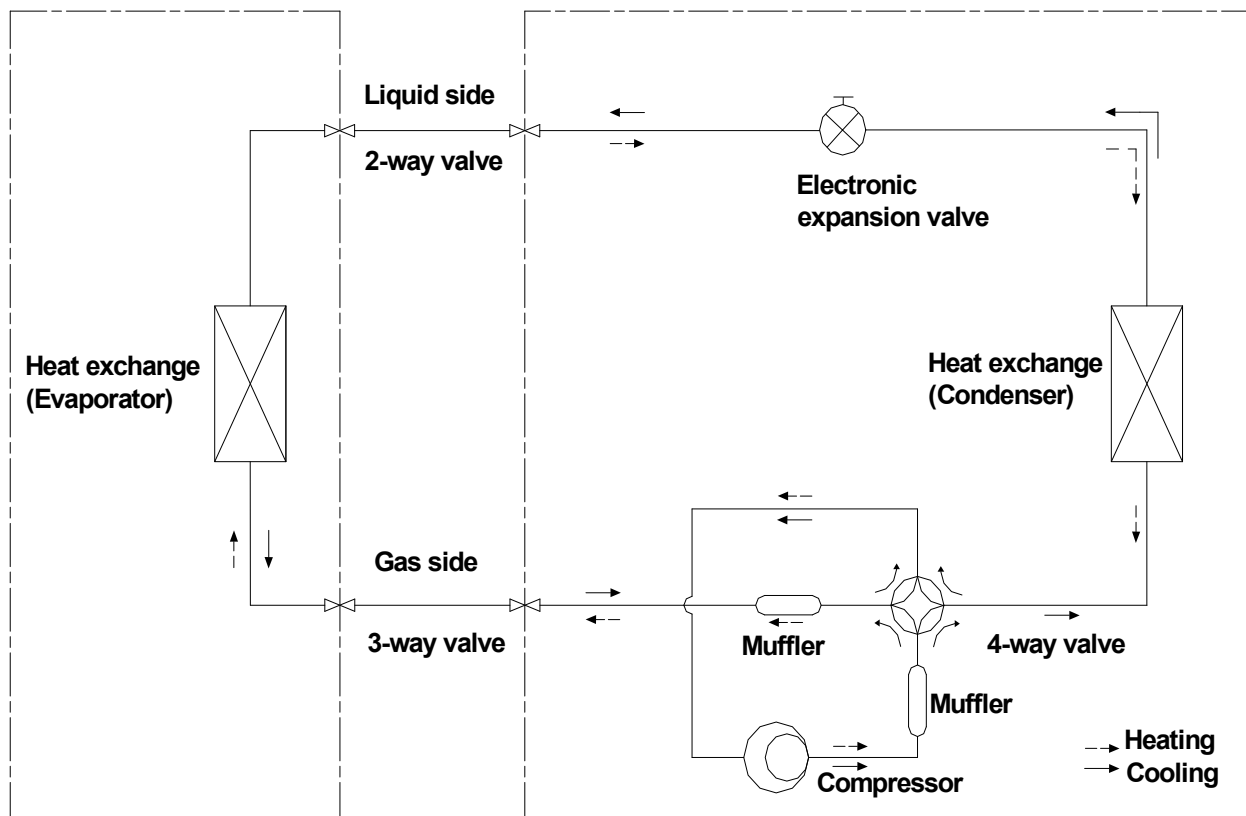 Liquid side
2-way valve
Electronic
expansion valve
Heat exchange
(Evaporator)
Heat exchange
(Condenser)
Gas side
3-way valve
Muffler
4-way valve
Muffler
Compressor
Heating
Cooling